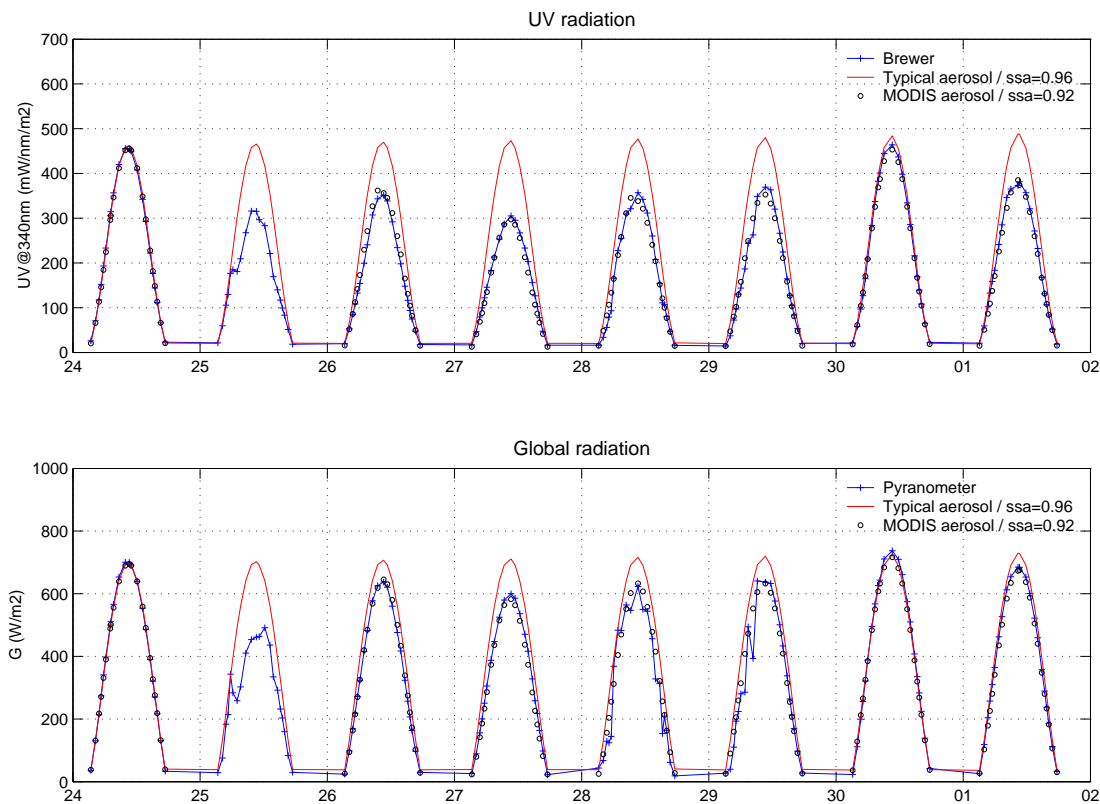 UV radiation
700
600
500
400
300
200
100
0
UV@340nm (mW/nm/m2)
Brewer
Typical aerosol / ssa=0.96
MODIS aerosol / ssa=0.92
24 25 26 27 28 29 30 01 02
Global radiation
1000
800
600
400
200
0
G (W/m2)
Pyranometer
Typical aerosol / ssa=0.96
MODIS aerosol / ssa=0.92
24 25 26 27 28 29 30 01 02